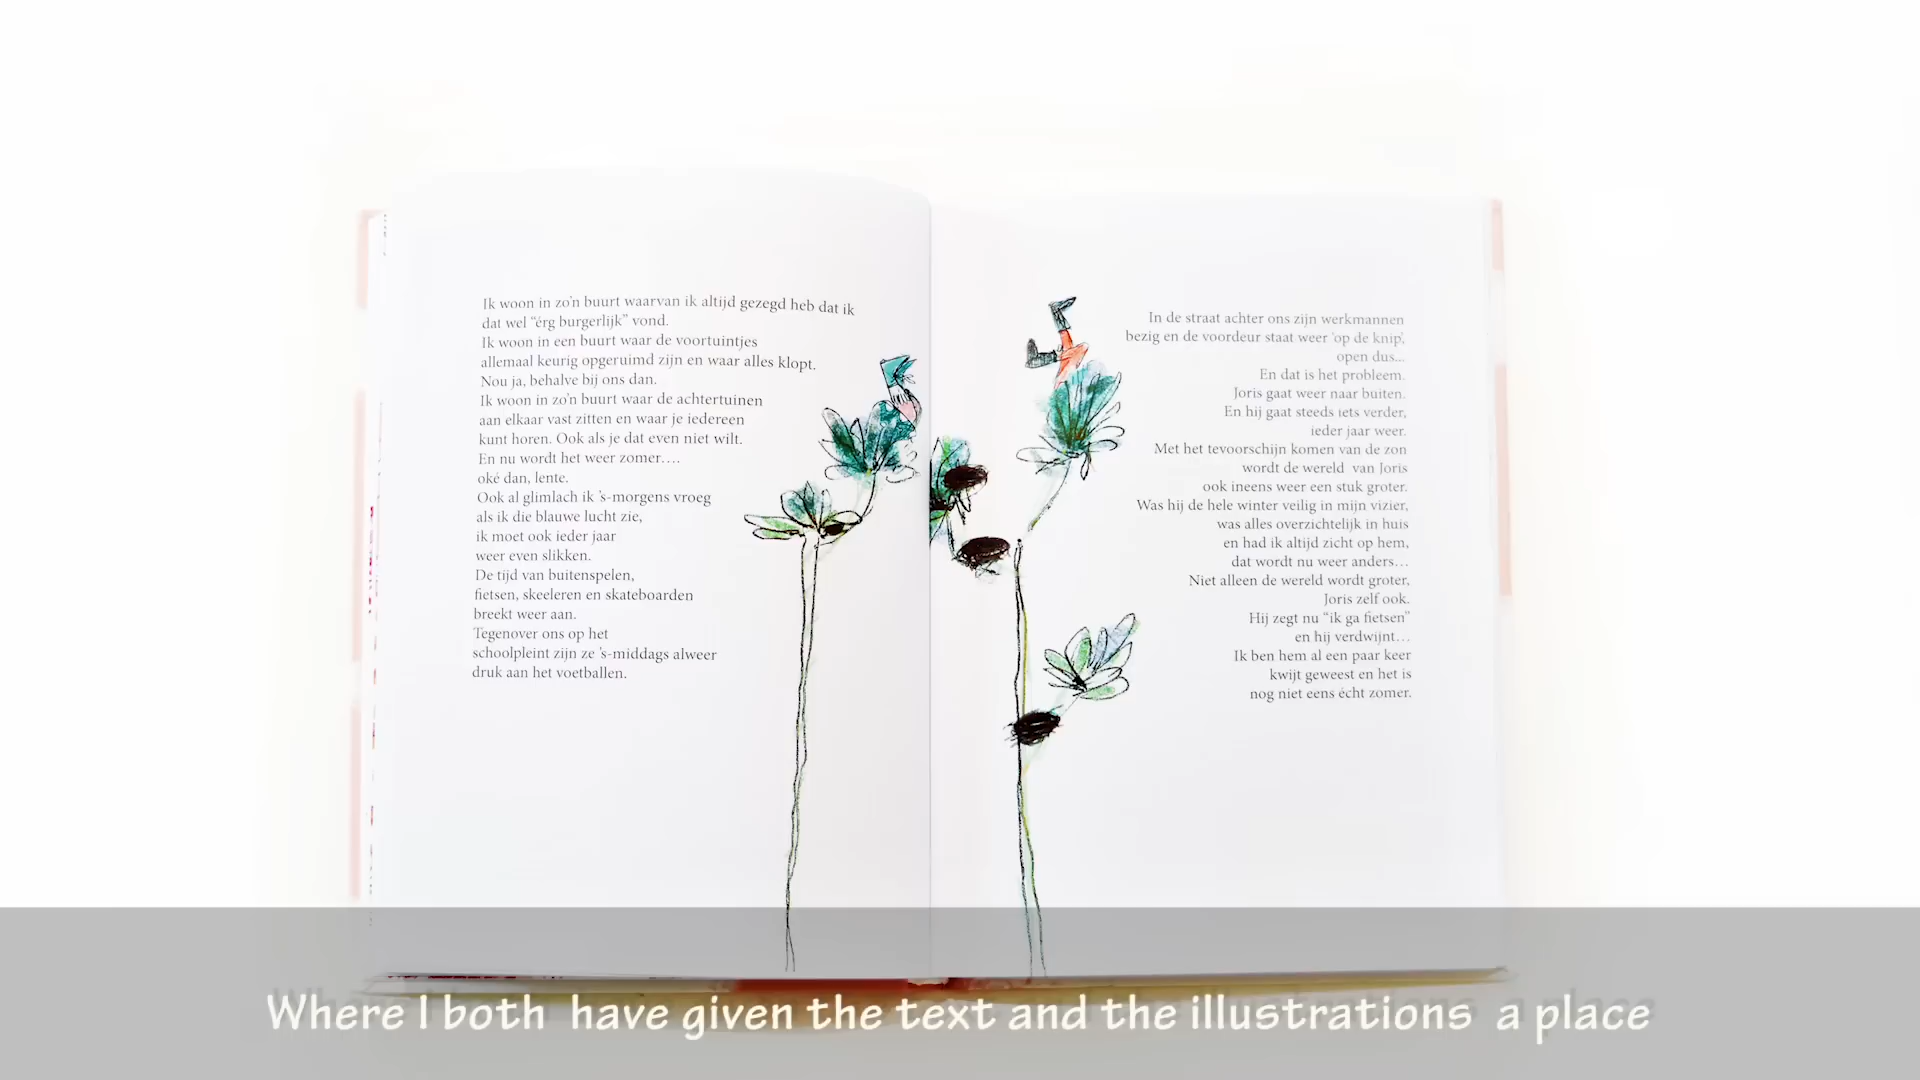 Ik woon in zo'n buurt waarvan ik altijd gezegd heb dat ik
dat wel “érg burgerlijk” vond.
Ik woon in een buurt waar de voortuintjes
allemaal keurig opgeruimd zijn en waar alles klopt.
Nou ja, behalve bij ons dan.
Ik woon in zo'n buurt waar de achtertuinen
aan elkaar vast zitten en waar je iedereen
kunt horen. Ook als je dat even niet wilt.
En nu wordt het weer zomer….
oké dan, lente.
Ook al glimlach ik 's-morgens vroeg
als ik die blauwe lucht zie,
ik moet ook ieder jaar
weer even slikken.
De tijd van buitenspelen,
fietsen, skeeleren en skateboarden
breekt weer aan.
Tegenover ons op het
schoolpleint zijn ze 's-middags alweer
druk aan het voetballen.
In de straat achter ons zijn werkmannen
bezig en de voordeur staat weer 'op de knip',
open dus...
En dat is het probleem.
Joris gaat weer naar buiten.
En hij gaat steeds iets verder,
ieder jaar weer.
Met het tevoorschijn komen van de zon
wordt de wereld van Joris
ook ineens weer een stuk groter.
Was hij de hele winter veilig in mijn vizier,
was alles overzichtelijk in huis
en had ik altijd zicht op hem,
dat wordt nu weer anders…
Niet alleen de wereld wordt groter,
Joris zelf ook.
Hij zegt nu “ik ga fietsen”
en hij verdwijnt…
Ik ben hem al een paar keer
kwijt geweest en het is
nog niet eens écht zomer.
Where I both have given the text and the illustrations a place